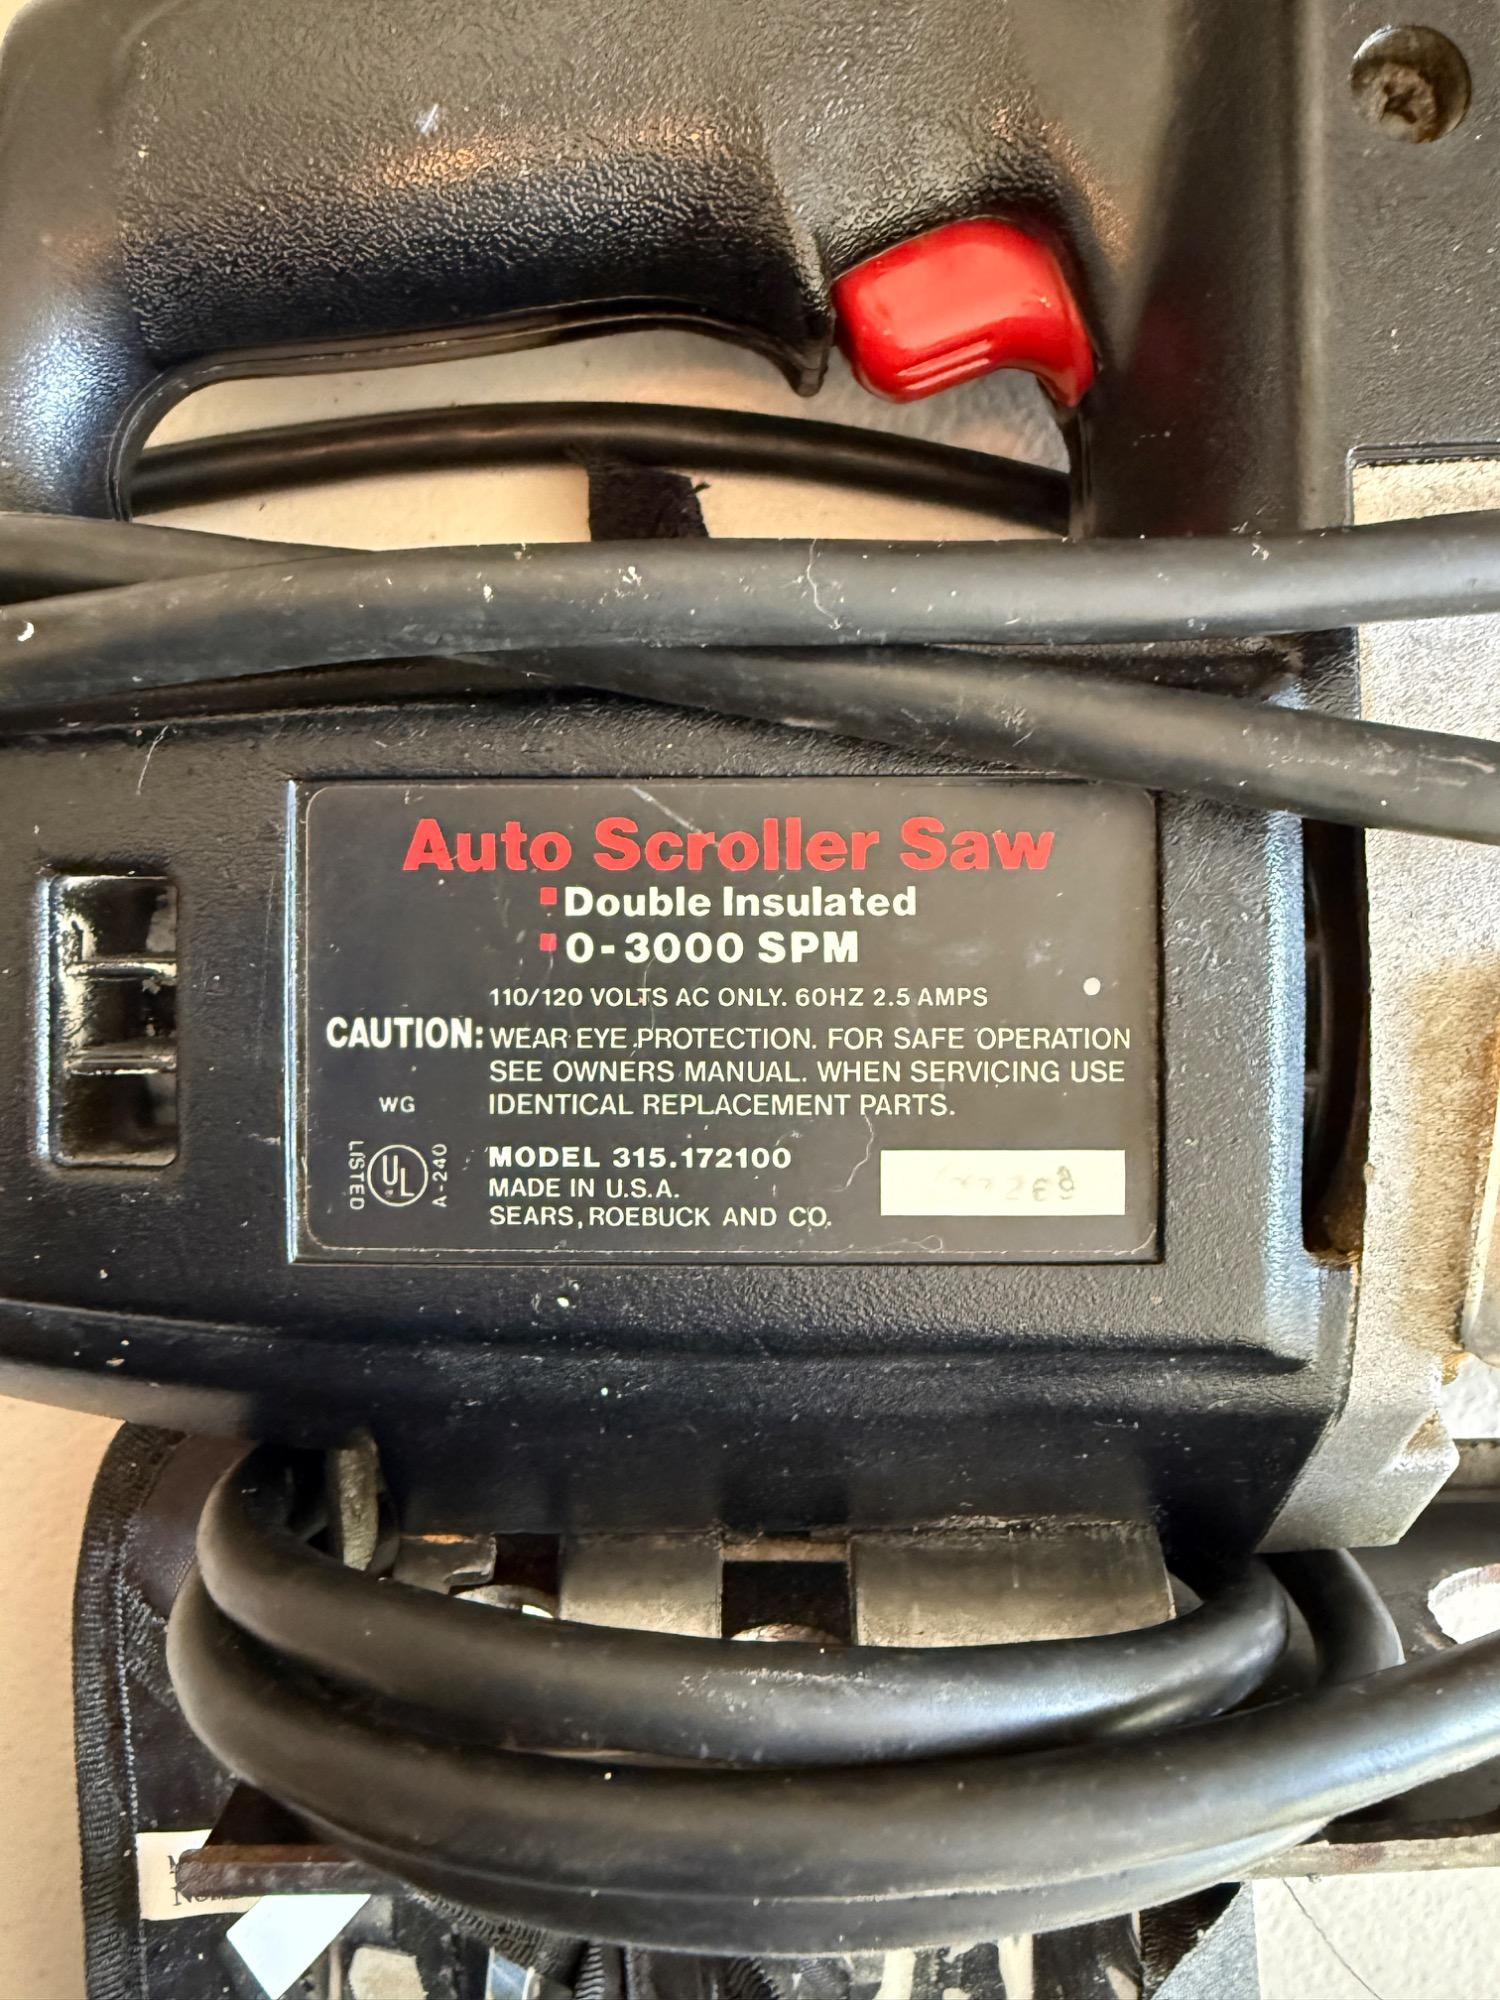 Auto Scroller Saw
Double Insulated
0-3000 SPM
110/120 VOLTS AC ONLY. 60HZ 2.5 AMPS
CAUTION: WEAR EYE PROTECTION. FOR SAFE OPERATION
SEE OWNERS MANUAL. WHEN SERVICING USE
WG IDENTICAL REPLACEMENT PARTS.
LISTED UL A-240
MODEL 315.172100
MADE IN U.S.A.
SEARS, ROEBUCK AND CO.